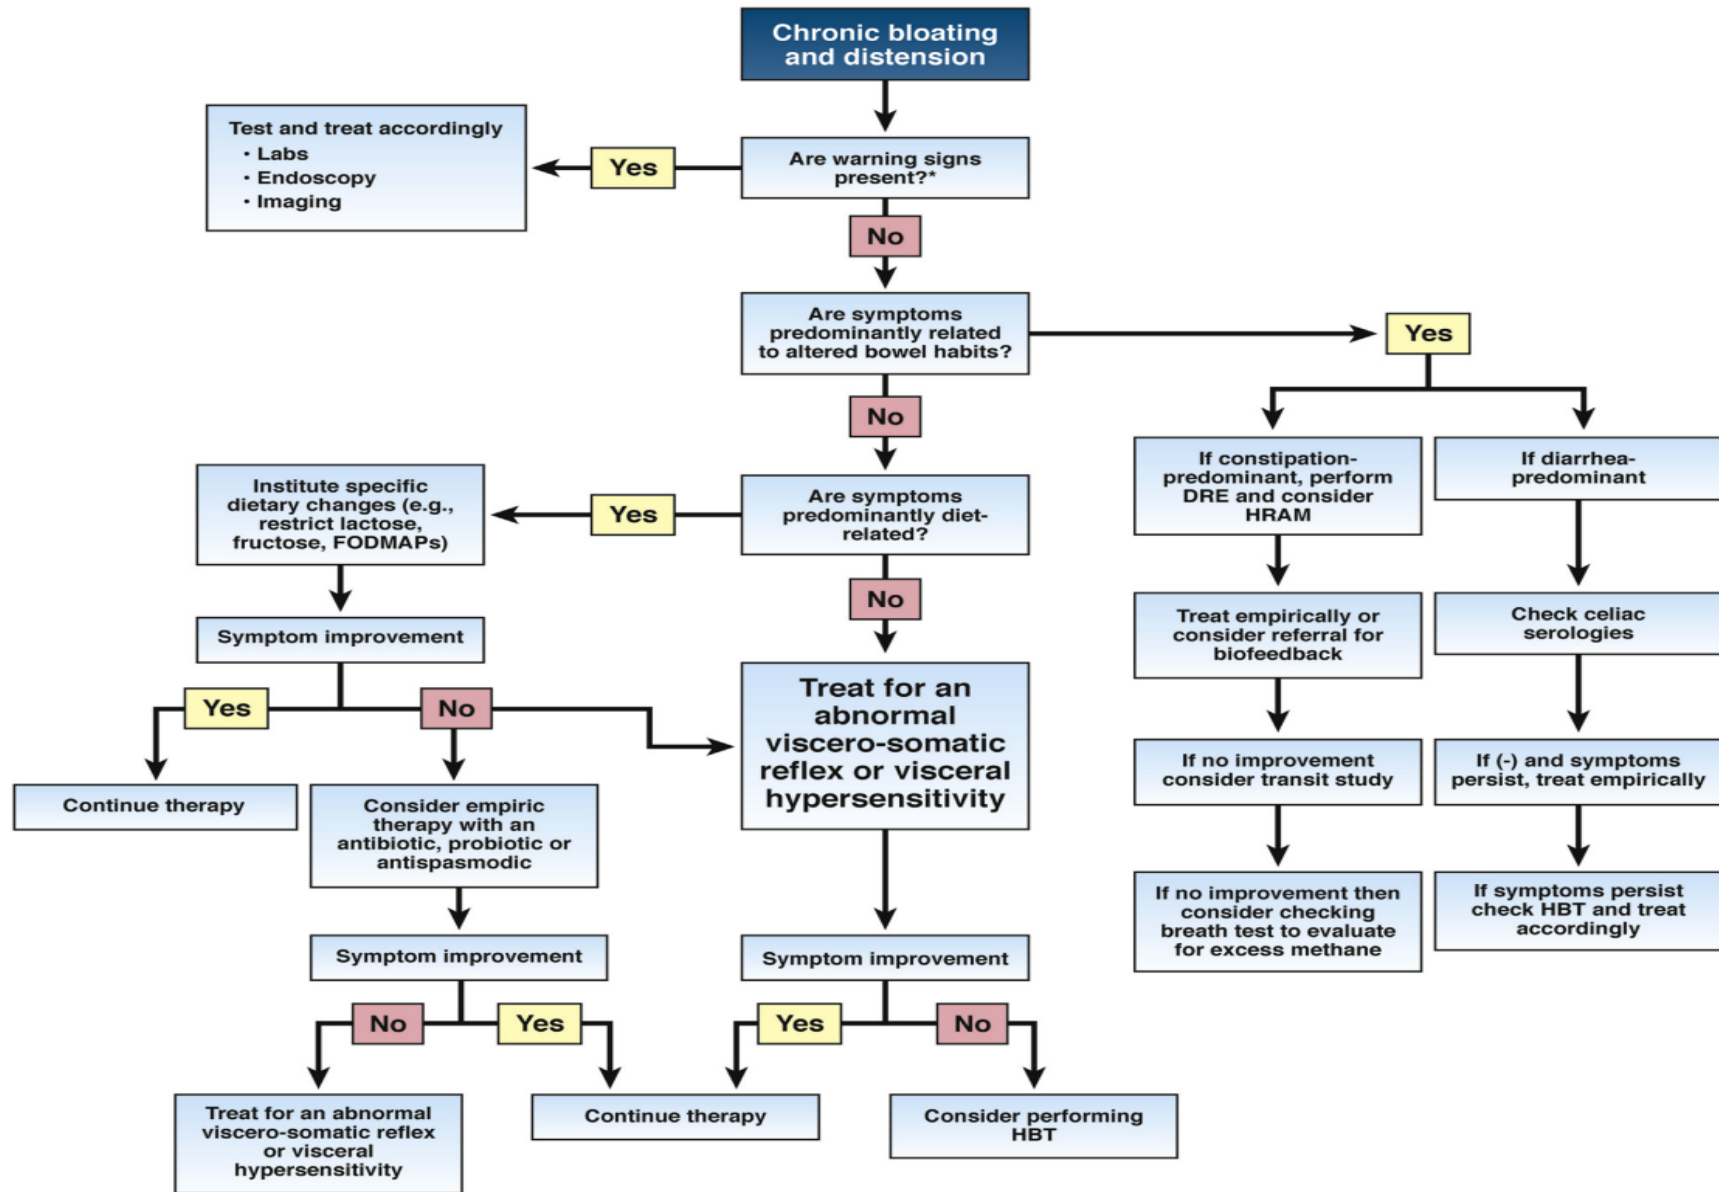 Chronic bloating
and distension
Test and treat accordingly
• Labs
• Endoscopy
• Imaging
Yes
Are warning signs
present?*
No
Are symptoms
predominantly related
to altered bowel habits?
Yes
No
If constipation-
predominant, perform
DRE and consider
HRAM
If diarrhea-
predominant
Institute specific
dietary changes (e.g.,
restrict lactose,
fructose, FODMAPs)
Yes
Are symptoms
predominantly diet-
related?
No
Treat empirically or
consider referral for
biofeedback
Check celiac
serologies
Symptom improvement
Yes
No
Treat for an
abnormal
viscero-somatic
reflex or visceral
hypersensitivity
If no improvement
consider transit study
If (-) and symptoms
persist, treat empirically
Continue therapy
Consider empiric
therapy with an
antibiotic, probiotic or
antispasmodic
If no improvement then
consider checking
breath test to evaluate
for excess methane
If symptoms persist
check HBT and treat
accordingly
Symptom improvement
Symptom improvement
No
Yes
Yes
No
Treat for an abnormal
viscero-somatic reflex
or visceral
hypersensitivity
Continue therapy
Consider performing
HBT